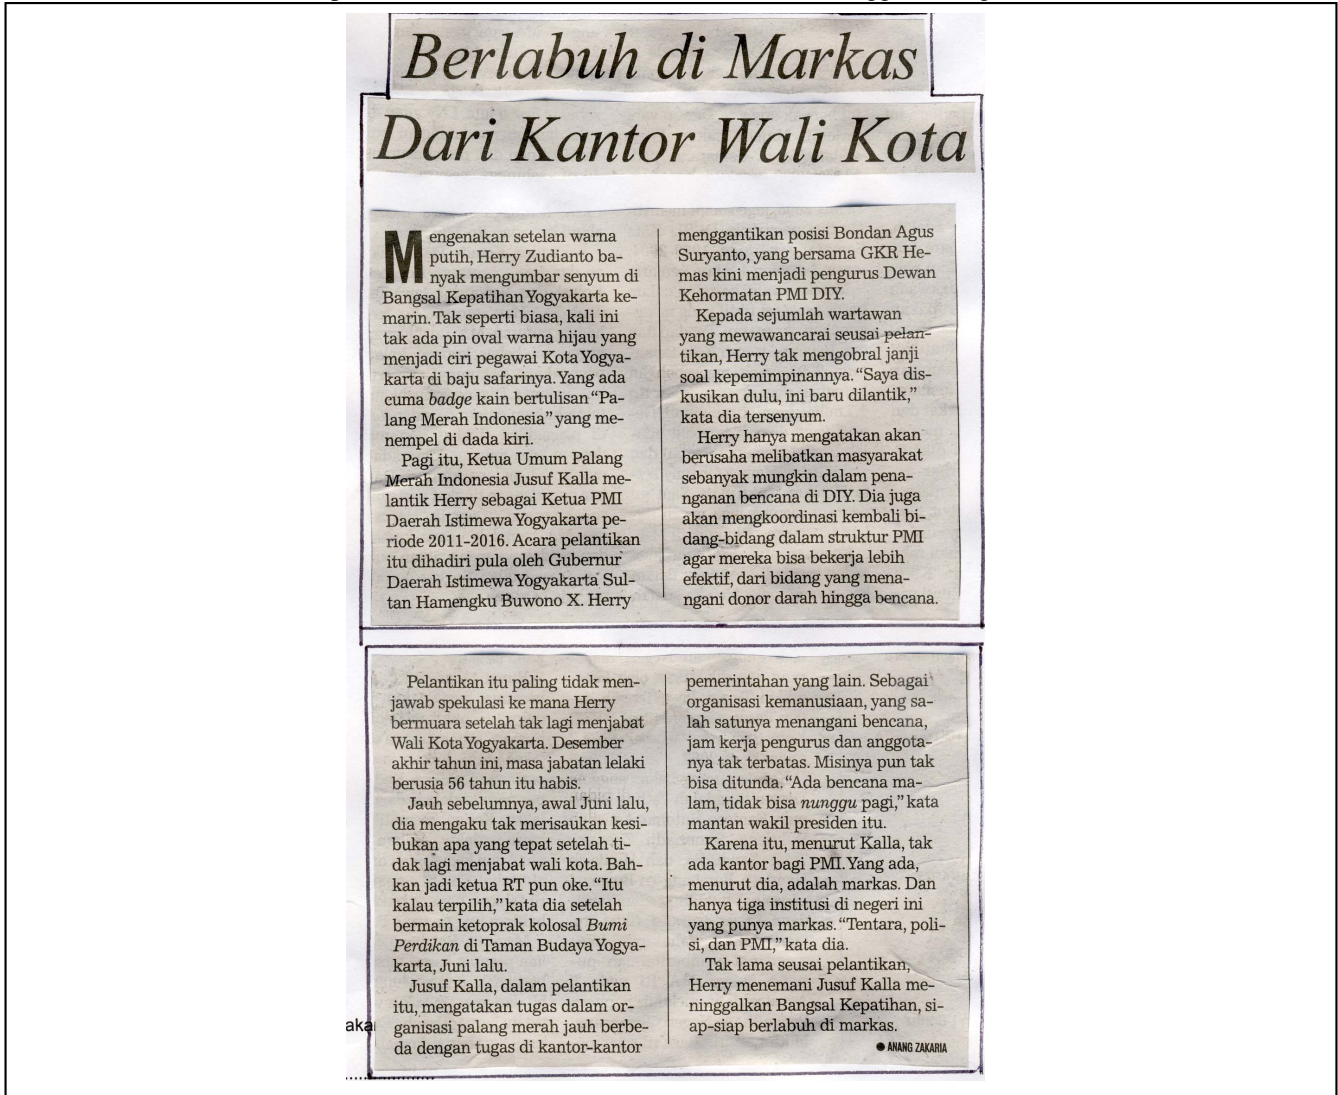 Berlabuh di Markas
Dari Kantor Wali Kota
Mengenakan setelan warna
putih, Herry Zudianto ba-
nyak mengumbar senyum di
Bangsal Kepatihan Yogyakarta ke-
marin. Tak seperti biasa, kali ini
tak ada pin oval warna hijau yang
menjadi ciri pegawai Kota Yogya-
karta di baju safarinya. Yang ada
cuma badge kain bertulisan “Pa-
lang Merah Indonesia” yang me-
nempel di dada kiri.
Pagi itu, Ketua Umum Palang
Merah Indonesia Jusuf Kalla me-
lantik Herry sebagai Ketua PMI
Daerah Istimewa Yogyakarta pe-
riode 2011-2016. Acara pelantikan
itu dihadiri pula oleh Gubernur
Daerah Istimewa Yogyakarta Sul-
tan Hamengku Buwono X. Herry
menggantikan posisi Bondan Agus
Suryanto, yang bersama GKR He-
mas kini menjadi pengurus Dewan
Kehormatan PMI DIY.
Kepada sejumlah wartawan
yang mewawancarai seusai pelan-
tikan, Herry tak mengobral janji
soal kepemimpinannya. “Saya dis-
kusikan dulu, ini baru dilantik,”
kata dia tersenyum.
Herry hanya mengatakan akan
berusaha melibatkan masyarakat
sebanyak mungkin dalam pena-
nganan bencana di DIY. Dia juga
akan mengkoordinasi kembali bi-
dang-bidang dalam struktur PMI
agar mereka bisa bekerja lebih
efektif, dari bidang yang mena-
ngani donor darah hingga bencana.
Pelantikan itu paling tidak men-
jawab spekulasi ke mana Herry
bermuara setelah tak lagi menjabat
Wali Kota Yogyakarta. Desember
akhir tahun ini, masa jabatan lelaki
berusia 56 tahun itu habis.
Jauh sebelumnya, awal Juni lalu,
dia mengaku tak merisaukan kesi-
bukan apa yang tepat setelah ti-
dak lagi menjabat wali kota. Bah-
kan jadi ketua RT pun oke. “Itu
kalau terpilih,” kata dia setelah
bermain ketoprak kolosal Bumi
Perdikan di Taman Budaya Yogya-
karta, Juni lalu.
Jusuf Kalla, dalam pelantikan
itu, mengatakan tugas dalam or-
ganisasi palang merah jauh berbe-
da dengan tugas di kantor-kantor
pemerintahan yang lain. Sebagai
organisasi kemanusiaan, yang sa-
lah satunya menangani bencana,
jam kerja pengurus dan anggota-
nya tak terbatas. Misinya pun tak
bisa ditunda. “Ada bencana ma-
lam, tidak bisa nunggu pagi,” kata
mantan wakil presiden itu.
Karena itu, menurut Kalla, tak
ada kantor bagi PMI. Yang ada,
menurut dia, adalah markas. Dan
hanya tiga institusi di negeri ini
yang punya markas. “Tentara, poli-
si, dan PMI,” kata dia.
Tak lama seusai pelantikan,
Herry menemani Jusuf Kalla me-
ninggalkan Bangsal Kepatihan, si-
ap-siap berlabuh di markas.
● ANANG ZAKARIA